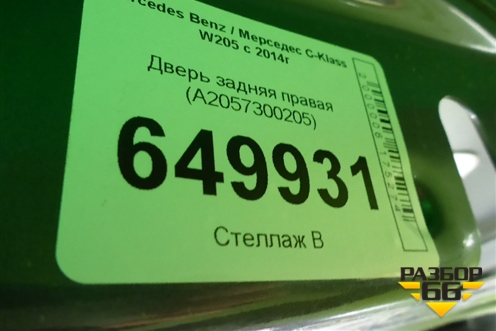 rcedes Benz / Мерседес C-Klass
W205 с 2014г
Дверь задняя правая
(A2057300205)
649931
Стеллаж В
РАЗБОР
66